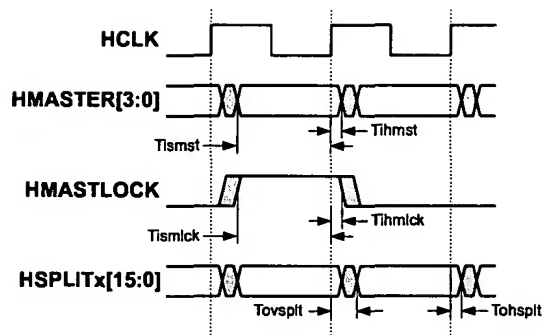 HCLK
HMASTER[3:0]
Tismst
Tihmst
HMASTLOCK
Tismlck
Tihmlck
HSPLITx[15:0]
Tovsplt
Tohsplt